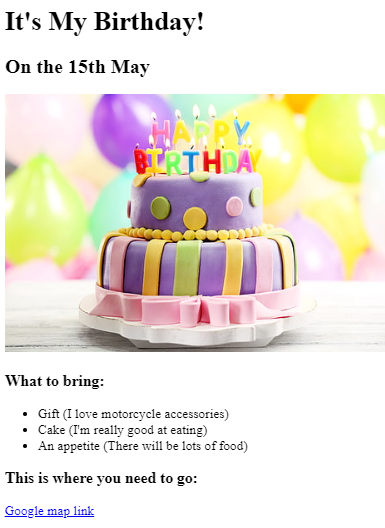 It's My Birthday!
On the 15th May
HAPPY
BIRTHDAY
What to bring:
Gift (I love motorcycle accessories)
Cake (I'm really good at eating)
An appetite (There will be lots of food)
This is where you need to go:
Google map link